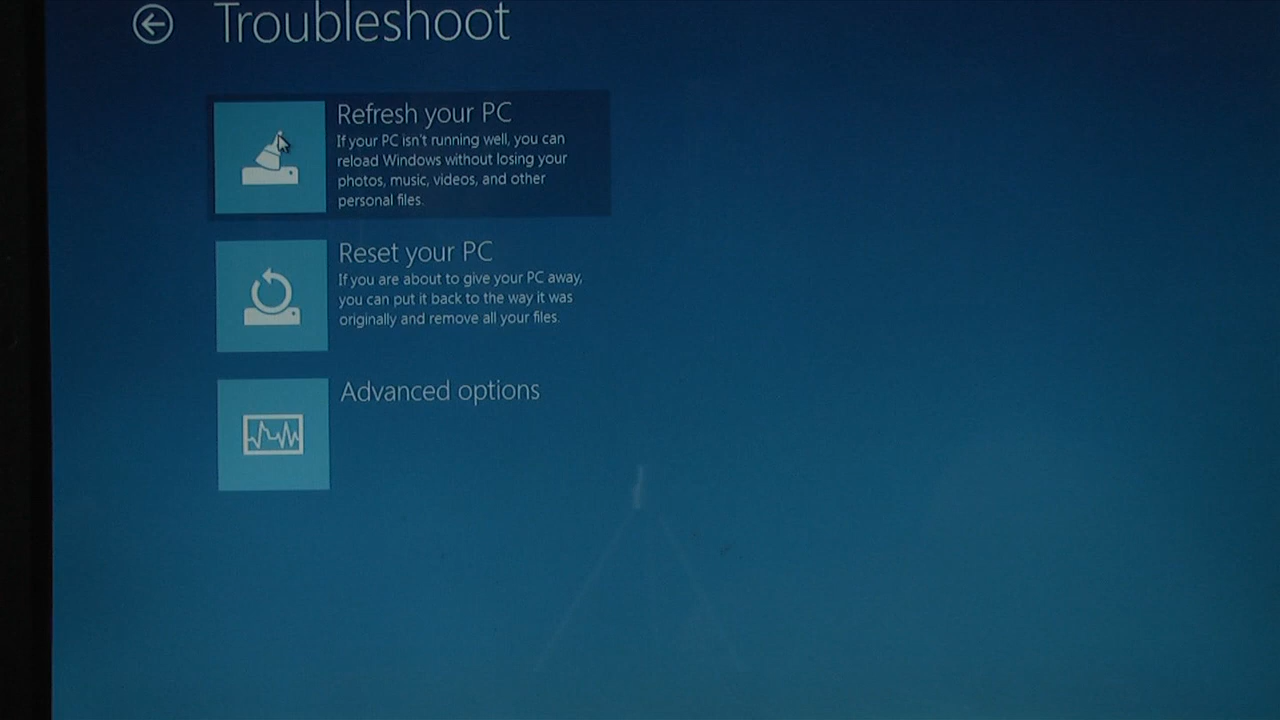 Troubleshoot
Refresh your PC
If your PC isn't running well, you can
reload Windows without losing your
photos, music, videos, and other
personal files.
Reset your PC
If you are about to give your PC away,
you can put it back to the way it was
originally and remove all your files.
Advanced options